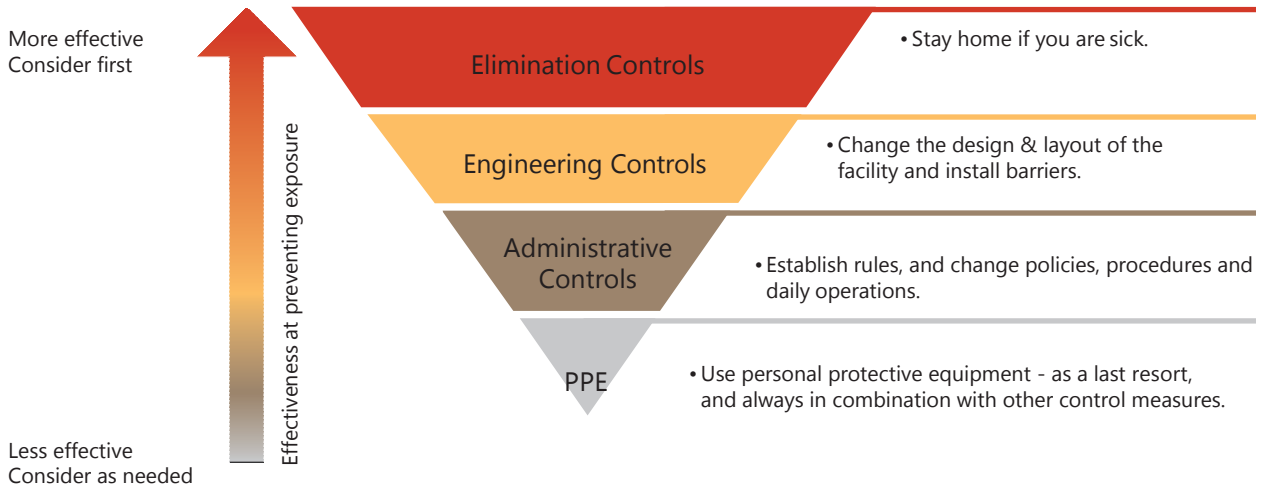 More effective
Consider first
Effectiveness at preventing exposure
Less effective
Consider as needed
Elimination Controls
• Stay home if you are sick.
Engineering Controls
• Change the design & layout of the
facility and install barriers.
Administrative
Controls
• Establish rules, and change policies, procedures and
daily operations.
PPE
• Use personal protective equipment - as a last resort,
and always in combination with other control measures.